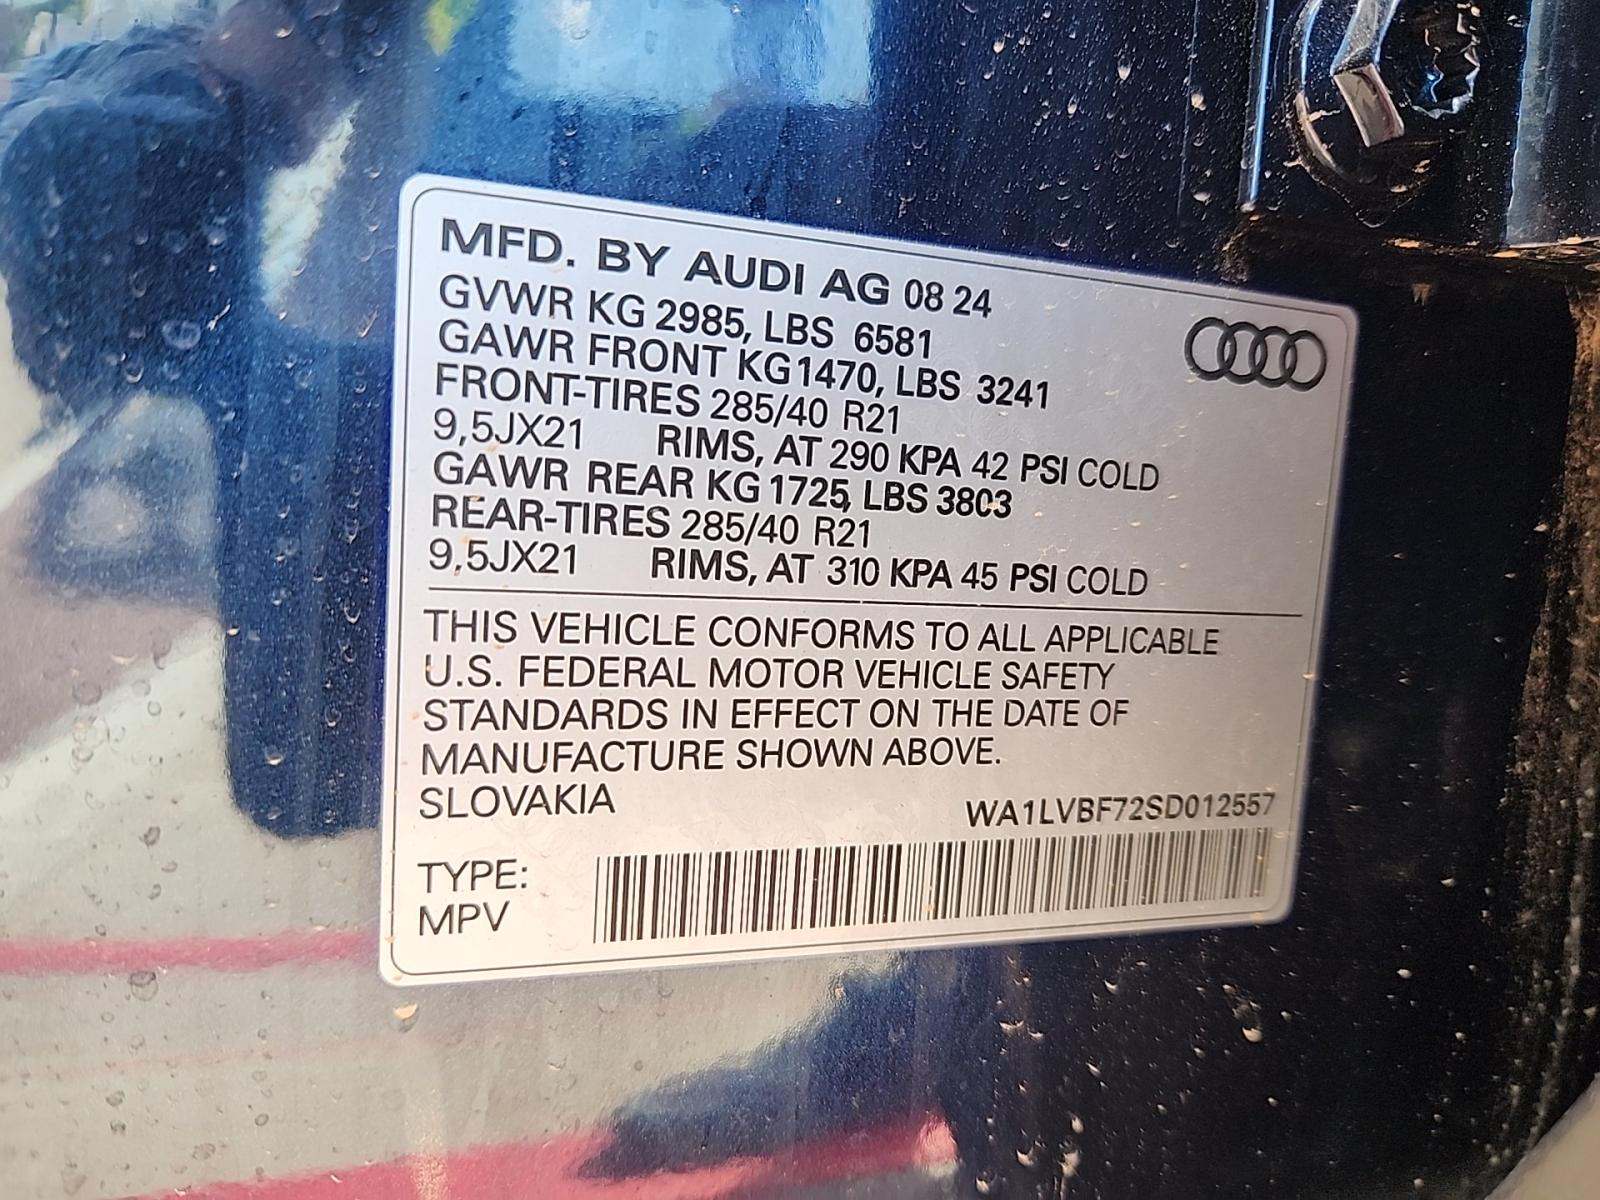 MFD. BY AUDI AG 08 24
GVWR KG 2985, LBS 6581
GAWR FRONT KG 1470, LBS 3241
FRONT-TIRES 285/40 R21
9,5JX21 RIMS, AT 290 KPA 42 PSI COLD
GAWR REAR KG 1725, LBS 3803
REAR-TIRES 285/40 R21
9,5JX21 RIMS, AT 310 KPA 45 PSI COLD
THIS VEHICLE CONFORMS TO ALL APPLICABLE
U.S. FEDERAL MOTOR VEHICLE SAFETY
STANDARDS IN EFFECT ON THE DATE OF
MANUFACTURE SHOWN ABOVE.
SLOVAKIA
WA1LVBF72SD012557
TYPE:
MPV